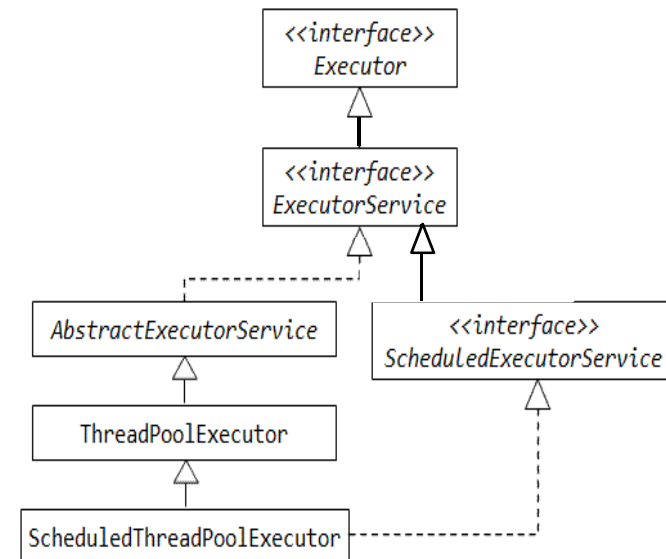 <<interface>>
Executor
<<interface>>
ExecutorService
AbstractExecutorService
<<interface>>
ScheduledExecutorService
ThreadPoolExecutor
ScheduledThreadPoolExecutor